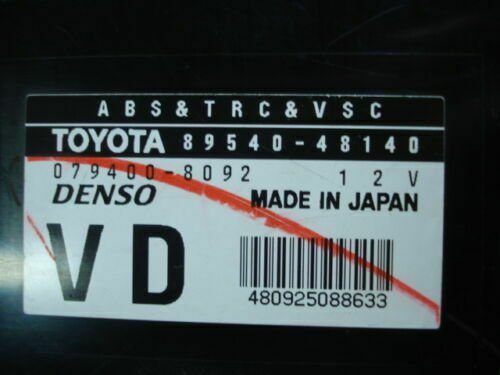 ABS&TRC&VSC
TOYOTA 89540-48140
079400-8092 12V
DENSO MADE IN JAPAN
VD
480925088633